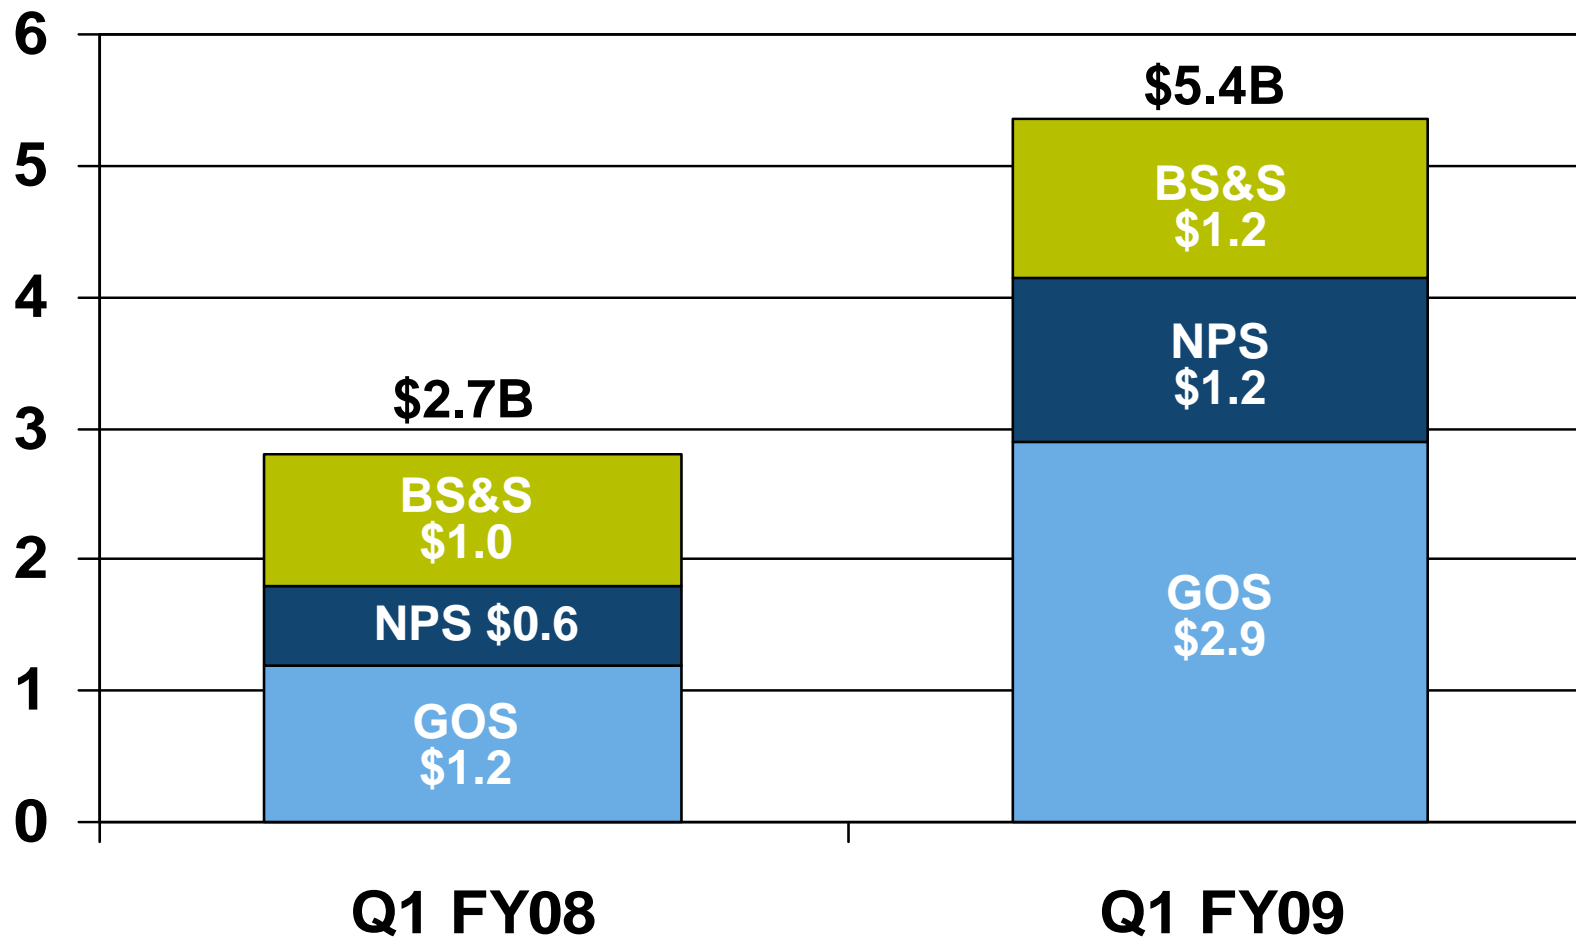 6
5
4
3
2
1
0
$2.7B
BS&S
$1.0
NPS $0.6
GOS
$1.2
$5.4B
BS&S
$1.2
NPS
$1.2
GOS
$2.9
Q1 FY08
Q1 FY09